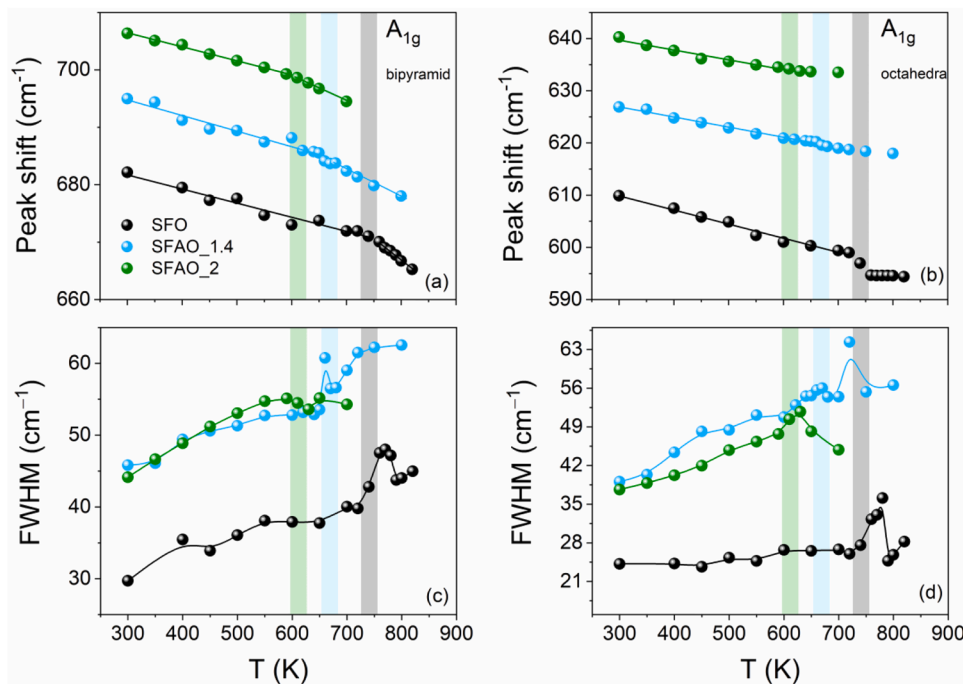 A1g
bipyramid
Peak shift (cm⁻¹)
700
680
660
SFO
SFAO_1.4
SFAO_2
(a)
A1g
octahedra
Peak shift (cm⁻¹)
640
630
620
610
600
590
(b)
FWHM (cm⁻¹)
60
50
40
30
(c)
300 400 500 600 700 800 900
T (K)
FWHM (cm⁻¹)
63
56
49
42
35
28
21
(d)
300 400 500 600 700 800 900
T (K)